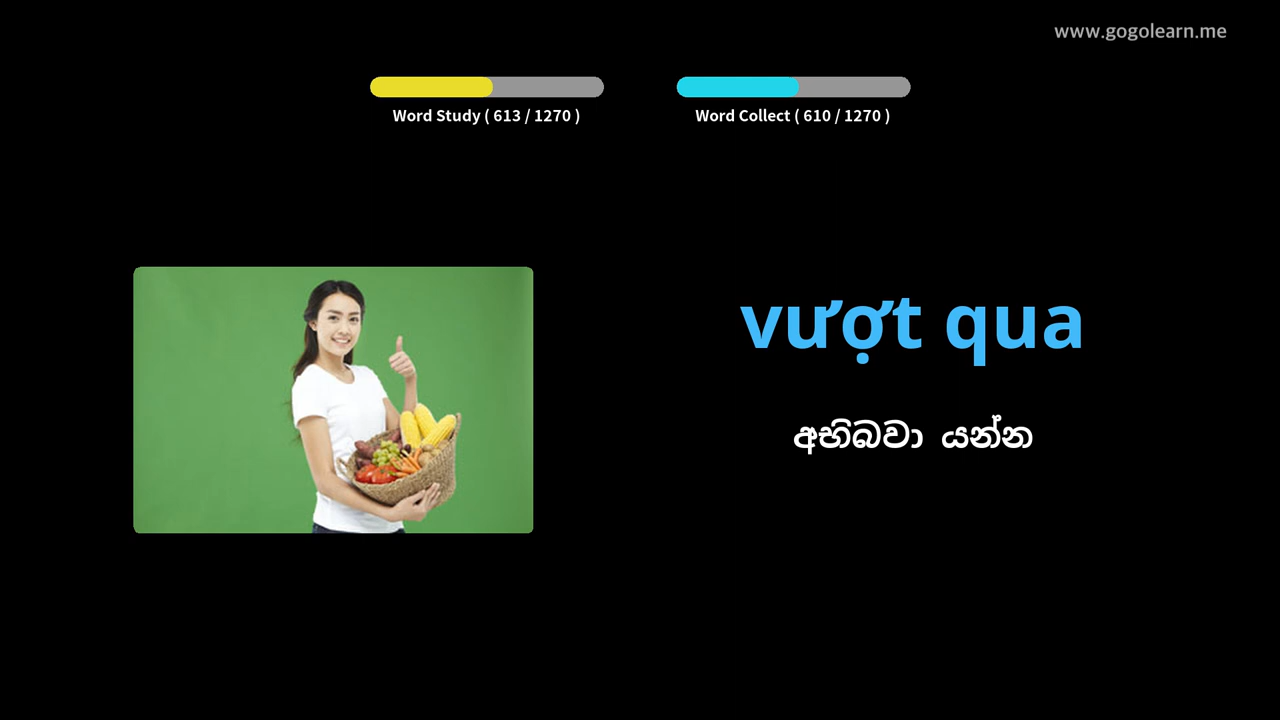 www.gogolearn.me
Word Study ( 613 / 1270 )
Word Collect ( 610 / 1270 )
vượt qua
අභිබවා යන්න